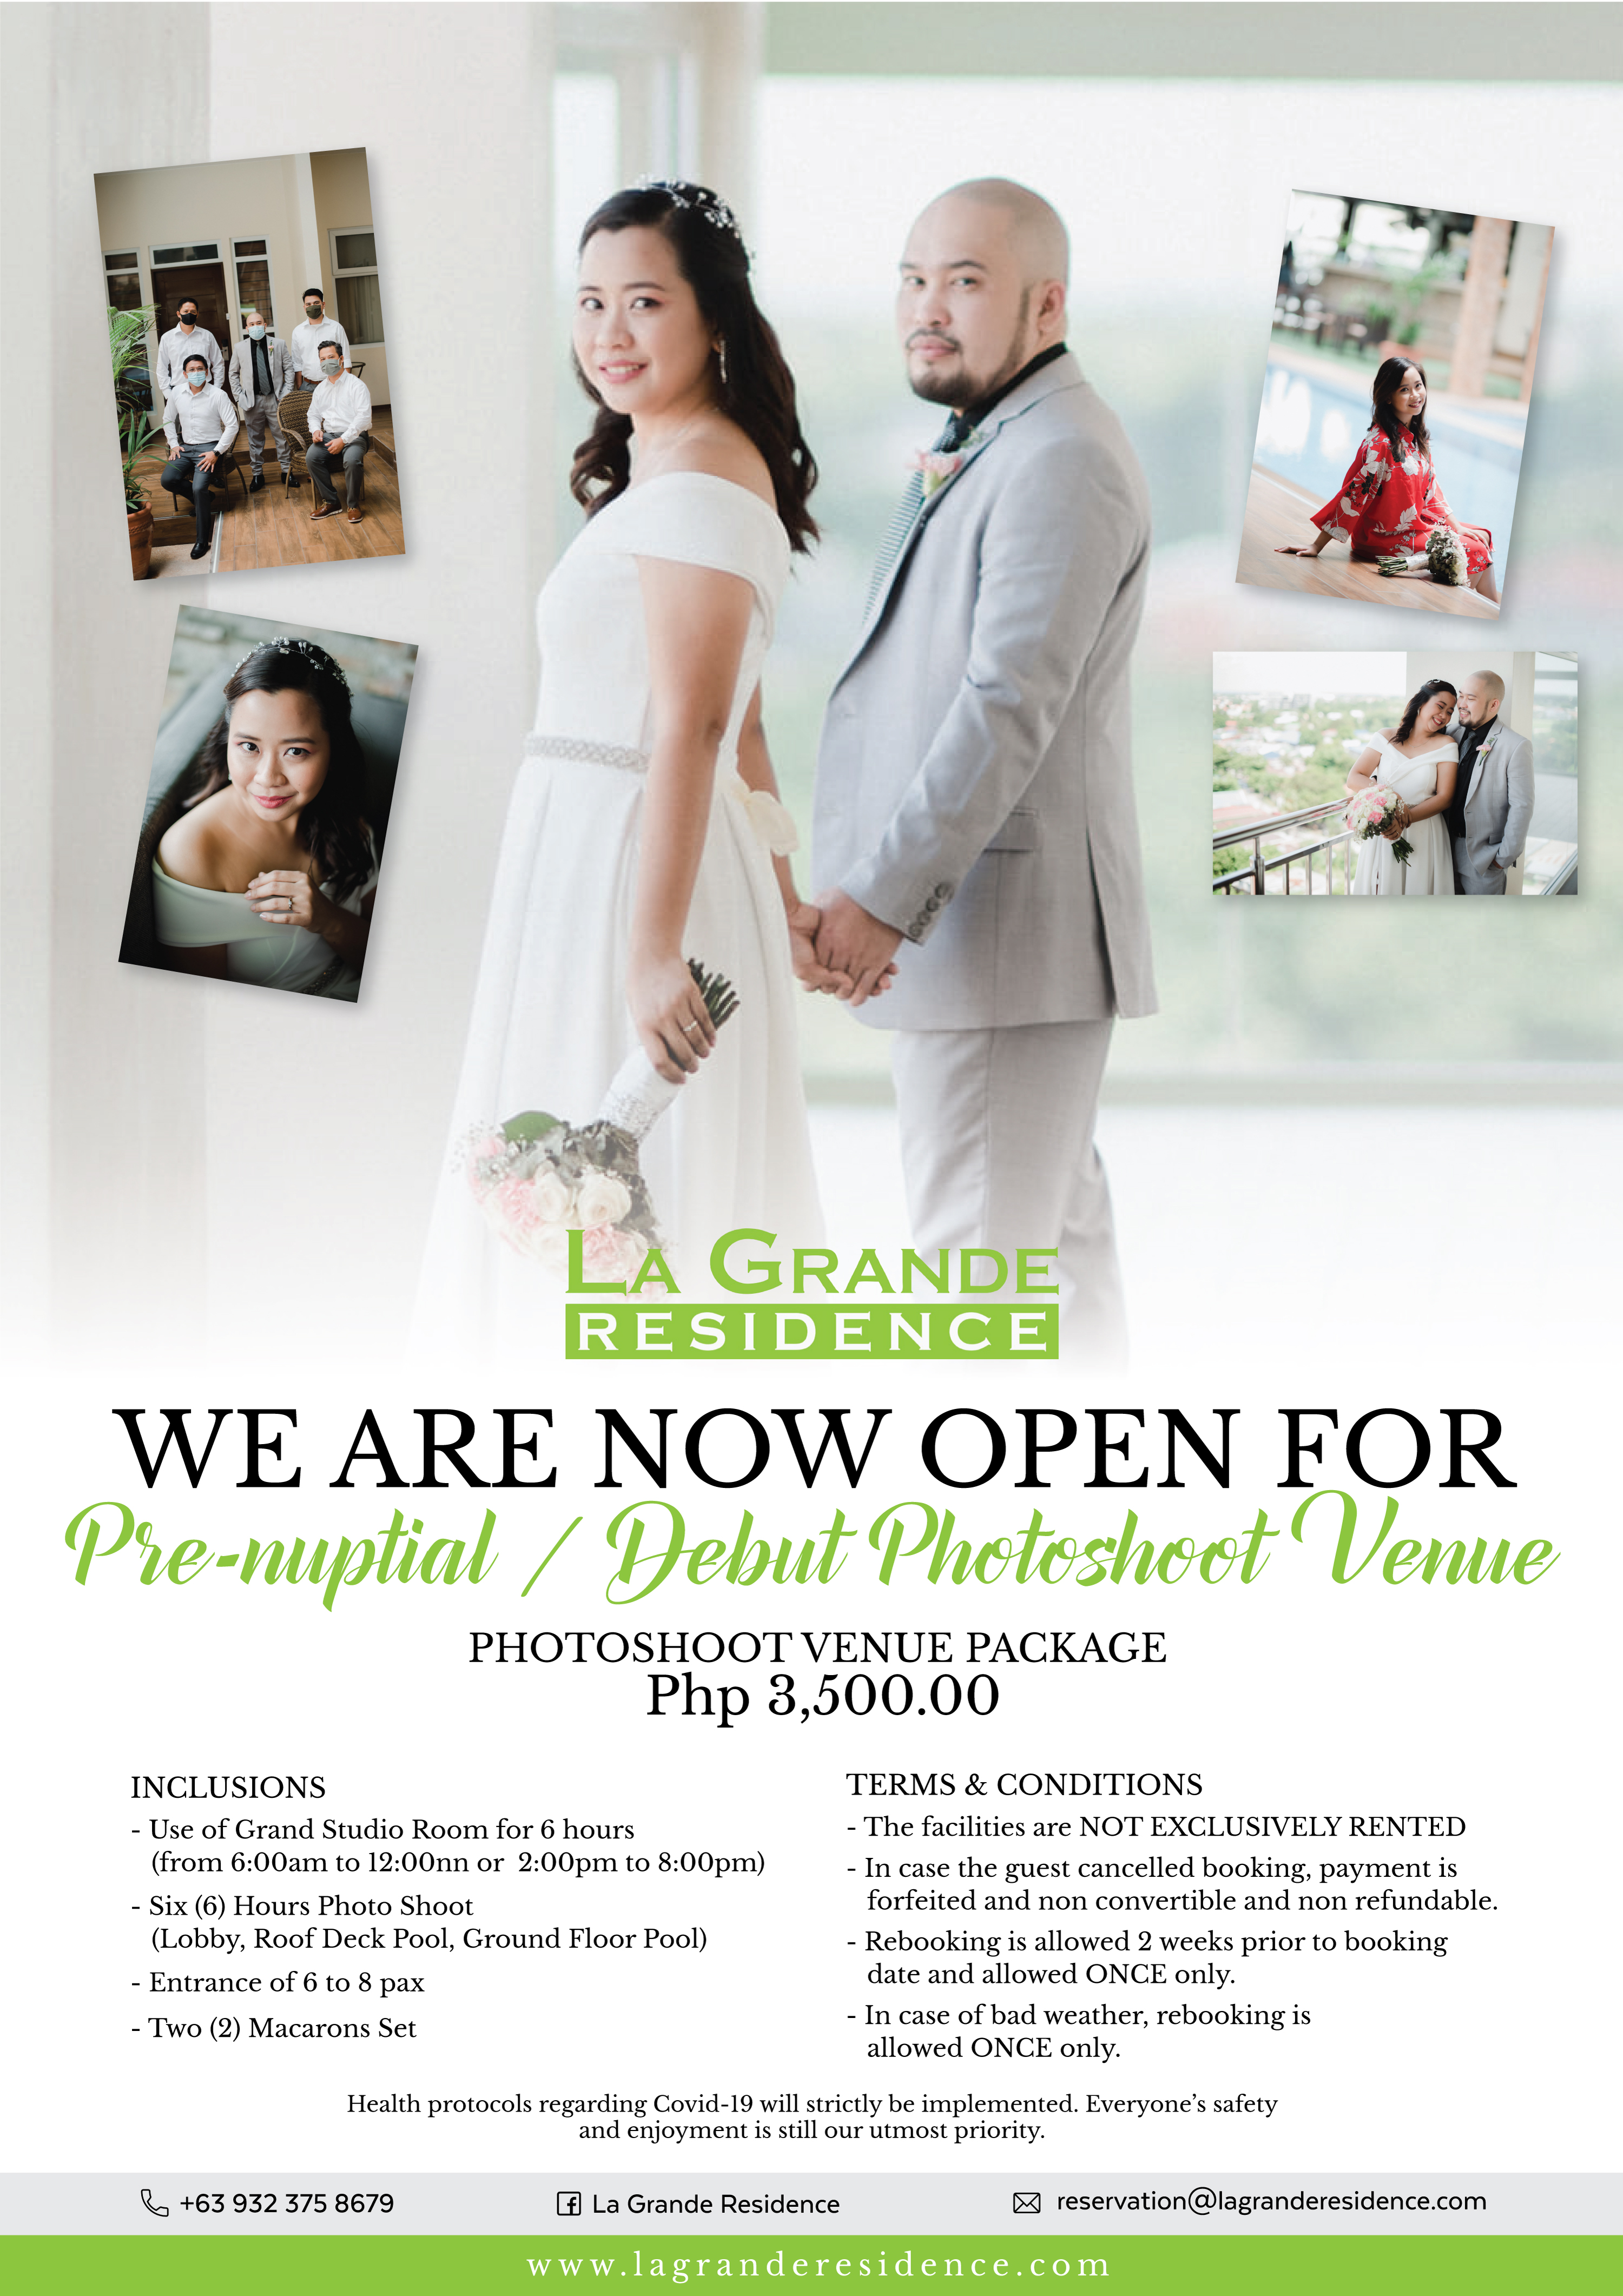 LA GRANDE
RESIDENCE
WE ARE NOW OPEN FOR
Pre-nuptial / Debut Photoshoot Venue
PHOTOSHOOT VENUE PACKAGE
Php 3,500.00
INCLUSIONS
- Use of Grand Studio Room for 6 hours
(from 6:00am to 12:00nn or 2:00pm to 8:00pm)
- Six (6) Hours Photo Shoot
(Lobby, Roof Deck Pool, Ground Floor Pool)
- Entrance of 6 to 8 pax
- Two (2) Macarons Set
TERMS & CONDITIONS
- The facilities are NOT EXCLUSIVELY RENTED
- In case the guest cancelled booking, payment is
forfeited and non convertible and non refundable.
- Rebooking is allowed 2 weeks prior to booking
date and allowed ONCE only.
- In case of bad weather, rebooking is
allowed ONCE only.
Health protocols regarding Covid-19 will strictly be implemented. Everyone’s safety
and enjoyment is still our utmost priority.
+63 932 375 8679
La Grande Residence
reservation@lagranderesidence.com
www.lagranderesidence.com